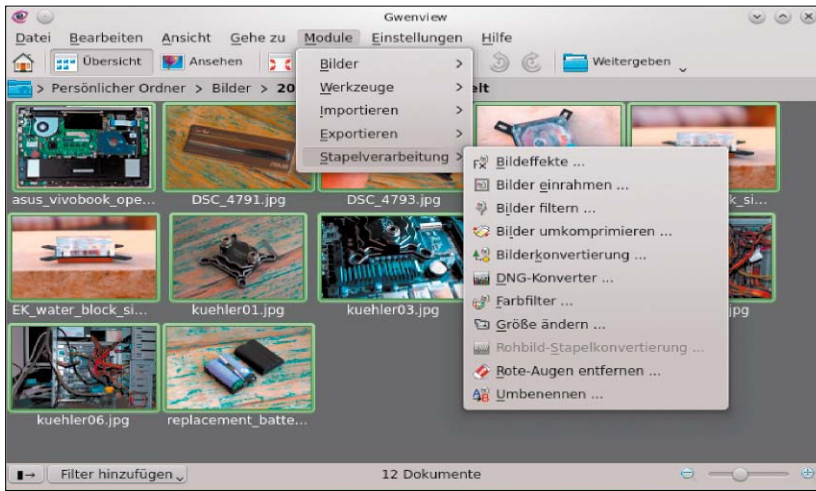 Gwenview
Datei Bearbeiten Ansicht Gehe zu Module Einstellungen Hilfe
Übersicht Ansehen Weitergeben
> Persönlicher Ordner > Bilder > 20 elt
Bilder >
Werkzeuge >
Importieren >
Exportieren >
Stapelverarbeitung >
Bildeffekte ...
Bilder einrahmen ...
Bilder filtern ...
Bilder umkomprimieren ...
Bilderkonvertierung ...
DNG-Konverter ...
Farbfilter ...
Größe ändern ...
Rohbild-Stapelkonvertierung ...
Rote-Augen entfernen ...
Umbenennen ...
asus_vivobook_ope... DSC_4791.jpg DSC_4793.jpg k_si...
EK_water_block_si... kuehler01.jpg kuehler03.jpg jpg
kuehler06.jpg replacement_batte...
Filter hinzufügen 12 Dokumente